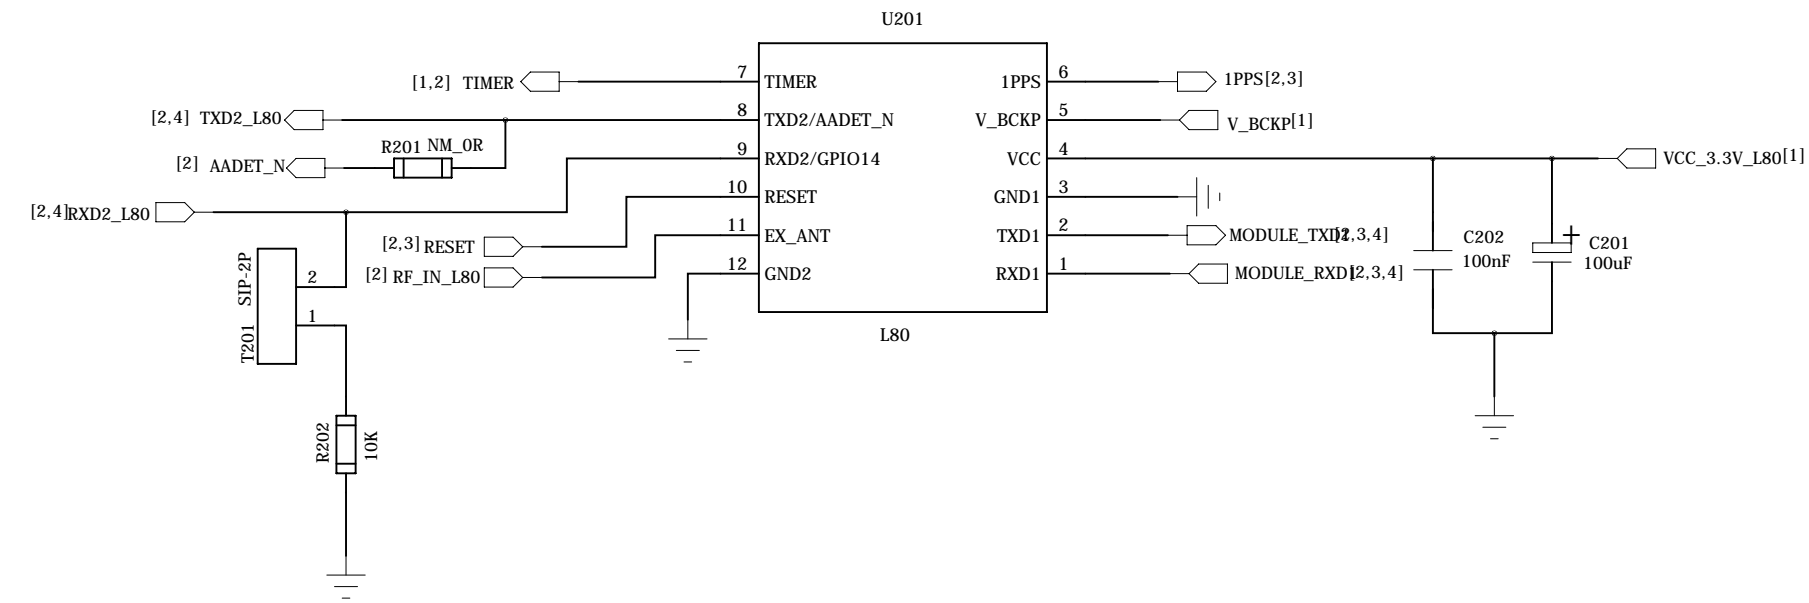 U201
[1,2] TIMER
7
TIMER
1PPS
6
1PPS[2,3]
[2,4] TXD2_L80
8
TXD2/AADET_N
V_BCKP
5
V_BCKP[1]
R201 NM_0R
[2] AADET_N
9
RXD2/GPIO14
VCC
4
VCC_3.3V_L80[1]
10
RESET
GND1
3
[2,4]RXD2_L80
[2,3] RESET
11
EX_ANT
TXD1
2
MODULE_TXD1[2,3,4]
C202
100nF
C201
100uF
[2] RF_IN_L80
12
GND2
RXD1
1
MODULE_RXD1[2,3,4]
L80
SIP-2P
T201
2
1
R202
10K